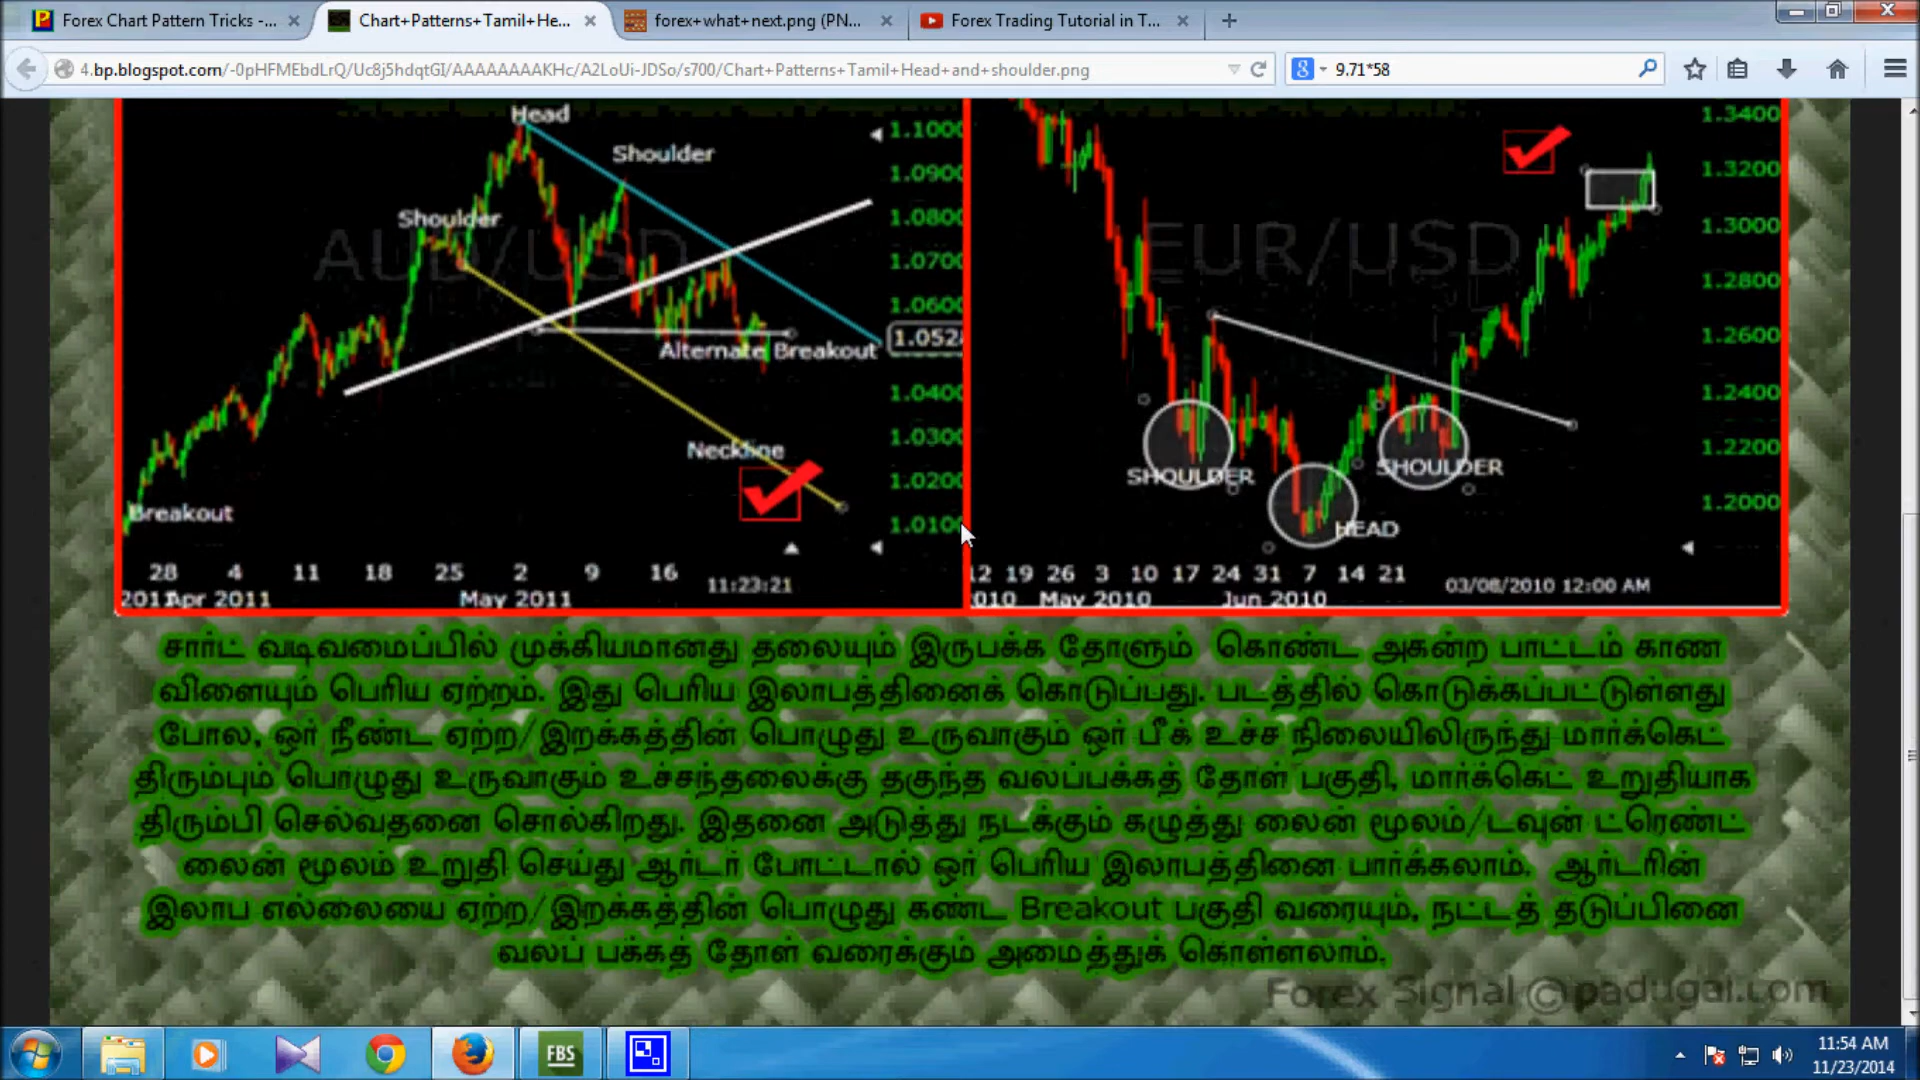 Forex Chart Pattern Tricks -...
Chart+Patterns+Tamil+He...
forex+what+next.png (PN...
Forex Trading Tutorial in T...
4.bp.blogspot.com/-0pHFMEbdLrQ/Uc8j5hdqtGI/AAAAAAAAKHc/A2LoUi-JDSo/s700/Chart+Patterns+Tamil+Head+and+shoulder.png
9.71*58
Head
Shoulder
Shoulder
AUD/USD
Alternate Breakout
Neckline
Breakout
1.1000
1.0900
1.0800
1.0700
1.0600
1.052
1.0400
1.0300
1.0200
1.0100
28 4 11 18 25 2 9 16 11:23:21
2011 Apr 2011 May 2011
EUR/USD
SHOULDER
HEAD
SHOULDER
1.3400
1.3200
1.3000
1.2800
1.2600
1.2400
1.2200
1.2000
12 19 26 3 10 17 24 31 7 14 21 03/08/2010 12:00 AM
2010 May 2010 Jun 2010
சார்ட் வடிவமைப்பில் முக்கியமானது தலையும் இருபக்க தோளும் கொண்ட அகன்ற பாட்டம் காண
விளையும் பெரிய ஏற்றம். இது பெரிய இலாபத்தினைக் கொடுப்பது. படத்தில் கொடுக்கப்பட்டுள்ளது
போல, ஓர் நீண்ட ஏற்ற/இறக்கத்தின் பொழுது உருவாகும் ஓர் பீக் உச்ச நிலையிலிருந்து மார்க்கெட்
திரும்பும் பொழுது உருவாகும் உச்சந்தலைக்கு தகுந்த வலப்பக்கத் தோள் பகுதி, மார்க்கெட் உறுதியாக
திரும்பி செல்வதனை சொல்கிறது. இதனை அடுத்து நடக்கும் கழுத்து லைன் மூலம்/டவுன் ட்ரெண்ட்
லைன் மூலம் உறுதி செய்து ஆர்டர் போட்டால் ஓர் பெரிய இலாபத்தினை பார்க்கலாம். ஆர்டரின்
இலாப எல்லையை ஏற்ற/இறக்கத்தின் பொழுது கண்ட Breakout பகுதி வரையும், நட்டத் தடுப்பினை
வலப் பக்கத் தோள் வரைக்கும் அமைத்துக் கொள்ளலாம்.
Forex Signal @padugai.com
FBS
11:54 AM
11/23/2014